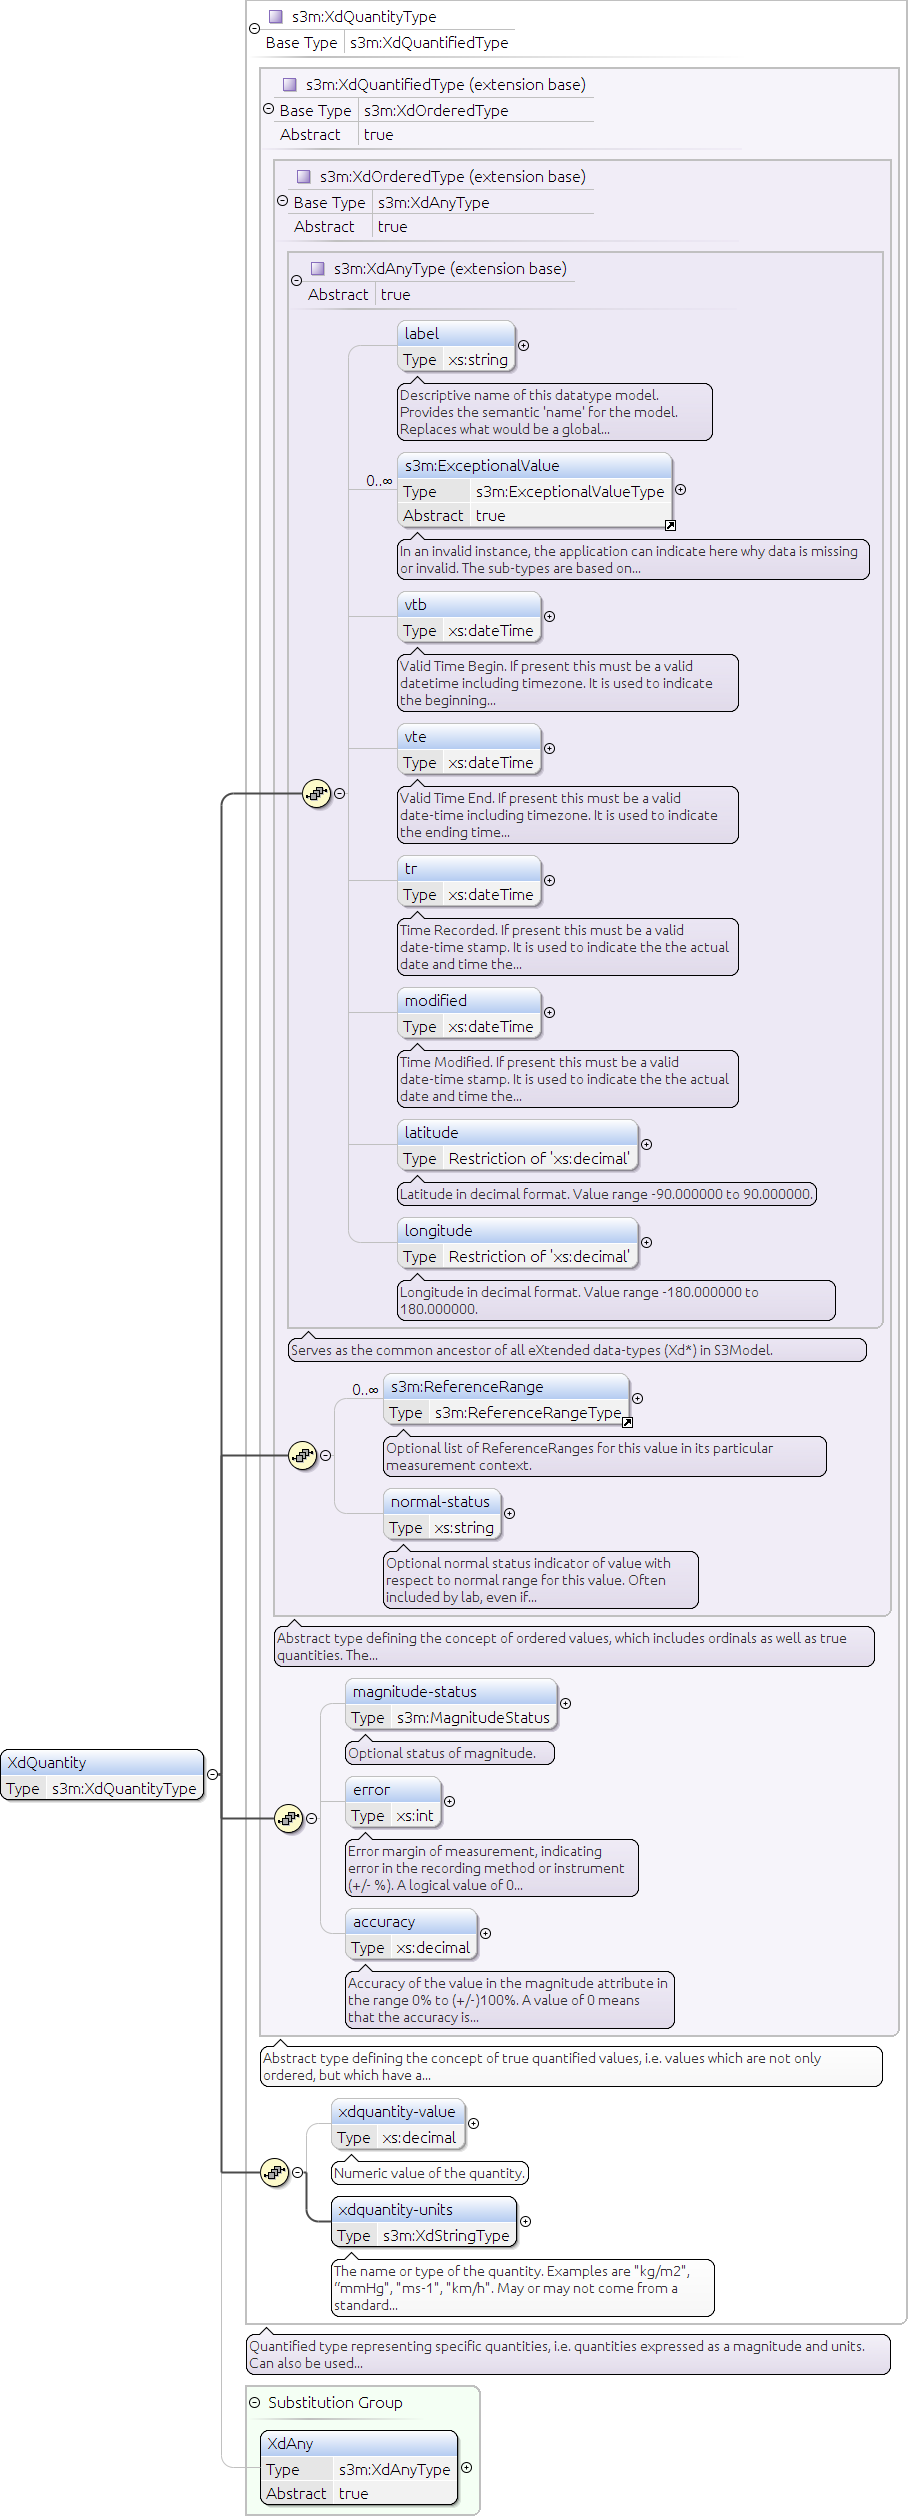 s3m:XdQuantityType
Base Type s3m:XdQuantifiedType
s3m:XdQuantifiedType (extension base)
Base Type s3m:XdOrderedType
Abstract true
s3m:XdOrderedType (extension base)
Base Type s3m:XdAnyType
Abstract true
s3m:XdAnyType (extension base)
Abstract true
label
Type xs:string
Descriptive name of this datatype model.
Provides the semantic 'name' for the model.
Replaces what would be a global...
0..∞
s3m:ExceptionalValue
Type s3m:ExceptionalValueType
Abstract true
In an invalid instance, the application can indicate here why data is missing
or invalid. The sub-types are based on...
vtb
Type xs:dateTime
Valid Time Begin. If present this must be a valid
datetime including timezone. It is used to indicate
the beginning...
vte
Type xs:dateTime
Valid Time End. If present this must be a valid
date-time including timezone. It is used to indicate
the ending time...
tr
Type xs:dateTime
Time Recorded. If present this must be a valid
date-time stamp. It is used to indicate the the actual
date and time the...
modified
Type xs:dateTime
Time Modified. If present this must be a valid
date-time stamp. It is used to indicate the the actual
date and time the...
latitude
Type Restriction of 'xs:decimal'
Latitude in decimal format. Value range -90.000000 to 90.000000.
longitude
Type Restriction of 'xs:decimal'
Longitude in decimal format. Value range -180.000000 to
180.000000.
Serves as the common ancestor of all eXtended data-types (Xd*) in S3Model.
0..∞
s3m:ReferenceRange
Type s3m:ReferenceRangeType
Optional list of ReferenceRanges for this value in its particular
measurement context.
normal-status
Type xs:string
Optional normal status indicator of value with
respect to normal range for this value. Often
included by lab, even if...
Abstract type defining the concept of ordered values, which includes ordinals as well as true
quantities. The...
magnitude-status
Type s3m:MagnitudeStatus
Optional status of magnitude.
XdQuantity
Type s3m:XdQuantityType
error
Type xs:int
Error margin of measurement, indicating
error in the recording method or instrument
(+/- %). A logical value of 0...
accuracy
Type xs:decimal
Accuracy of the value in the magnitude attribute in
the range 0% to (+/-)100%. A value of 0 means
that the accuracy is...
Abstract type defining the concept of true quantified values, i.e. values which are not only
ordered, but which have a...
xdquantity-value
Type xs:decimal
Numeric value of the quantity.
xdquantity-units
Type s3m:XdStringType
The name or type of the quantity. Examples are "kg/m2",
“mmHg", "ms-1", "km/h". May or may not come from a
standard...
Quantified type representing specific quantities, i.e. quantities expressed as a magnitude and units.
Can also be used...
Substitution Group
XdAny
Type s3m:XdAnyType
Abstract true